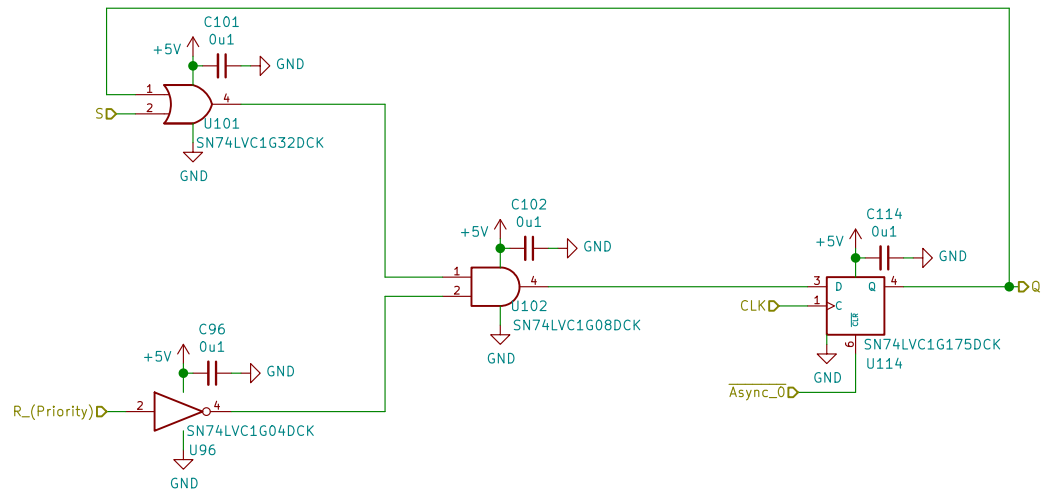 C101
0u1
+5V
GND
1
4
S
2
U101
SN74LVC1G32DCK
GND
C102
0u1
+5V
GND
1
4
2
U102
SN74LVC1G08DCK
GND
C114
0u1
+5V
GND
3
D
Q
4
Q
CLK
1
C
CLR
6
SN74LVC1G175DCK
U114
GND
Async_0
C96
0u1
+5V
GND
R_(Priority)
2
4
SN74LVC1G04DCK
U96
GND